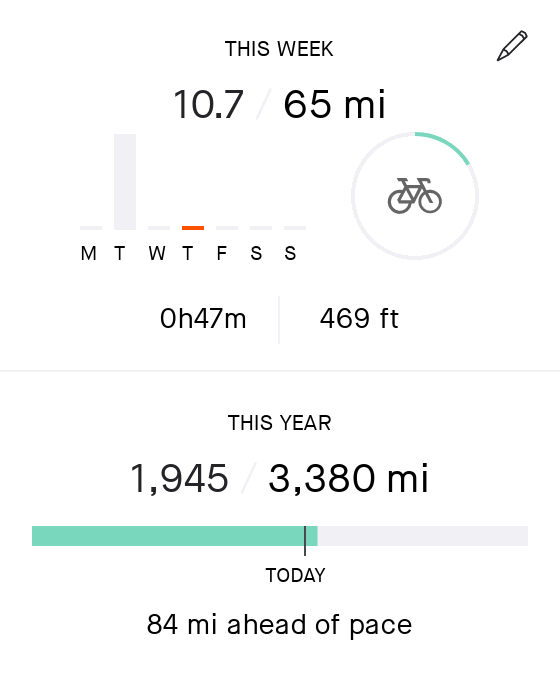 THIS WEEK
10.7 / 65 mi
M T W T F S S
0h47m 469 ft
THIS YEAR
1,945 / 3,380 mi
TODAY
84 mi ahead of pace